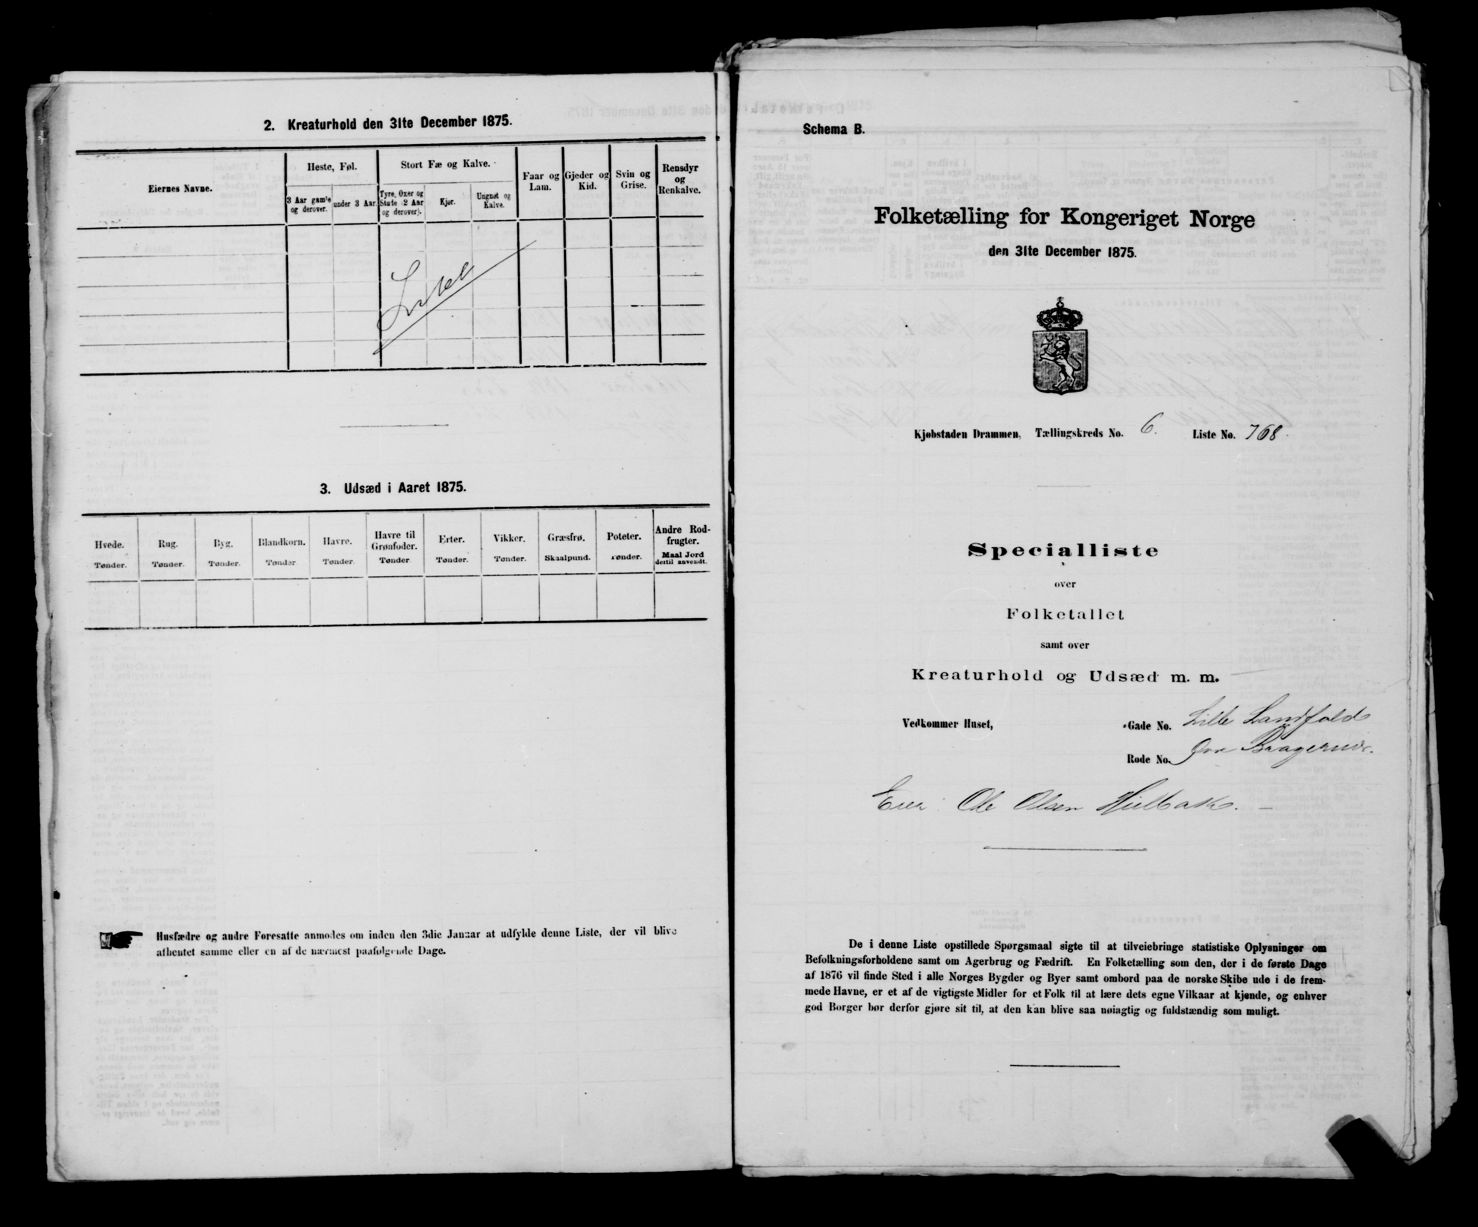 2. Kreaturhold den 31te December 1875.
Eiernes Navne.
Heste, Føl.
Stort Fæ og Kalve.
Faar og Lam.
Gjeder og Kid.
Svin og Grise.
Rensdyr og Renkalve.
3 Aar gamle og derover.
under 3 Aar.
Tyre, Oxer og Stute (2 Aar og derover).
Kjør.
Ungnøt og Kalve.
3. Udsæd i Aaret 1875.
Hvede. Rug. Byg. Blandkorn. Havre. Havre til Grønfoder. Erter. Vikker. Græsfrø. Poteter. Andre Rodfrugter.
Tønder. Tønder. Tønder. Tønder Tønder. Tønder Tønder. Tønder. Skaalpund. Tønder. Maal Jord dertil anvendt.
Husfædre og andre Foresatte anmodes om inden den 3die Januar at udfylde denne Liste, der vil blive
afhentet samme eller en af de nærmest paafølgende Dage.
Schema B.
Folketælling for Kongeriget Norge
den 31te December 1875.
Kjøbstaden Drammen, Tællingskreds No. 6. Liste No. 768.
Specialliste
over
Folketallet
samt over
Kreaturhold og Udsæd m. m.
Vedkommer Huset, Gade No. Lille Landfald
Rode No. Øvre Bragernæs.
Eier: Ole Olsen
De i denne Liste opstillede Spørgsmaal sigte til at tilveiebringe statistiske Oplysninger om
Befolkningsforholdene samt om Agerbrug og Fædrift. En Folketælling som den, der i de første Dage
af 1876 vil finde Sted i alle Norges Bygder og Byer samt ombord paa de norske Skibe ude i de frem-
mede Havne, er et af de vigtigste Midler for et Folk til at lære dets egne Vilkaar at kjende, og enhver
god Borger bør derfor gjøre sit til, at den kan blive saa nøiagtig og fuldstændig som muligt.